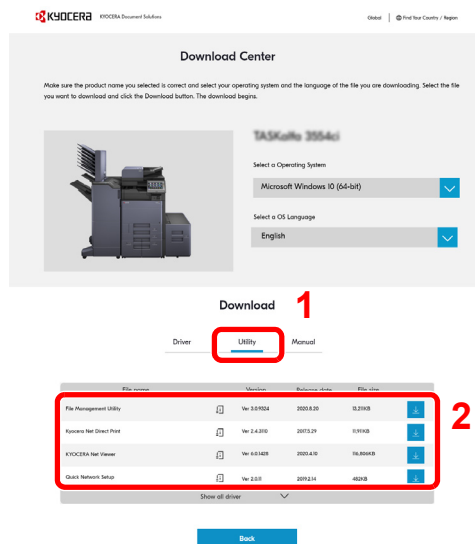 KYOCERA KYOCERA Document Solutions Global Find Your Country / Region
Download Center
Make sure the product name you selected is correct and select your operating system and the language of the file you are downloading. Select the file
you want to download and click the Download button. The download begins.
TASKalfa 3554ci
Select a Operating System
Microsoft Windows 10 (64-bit)
Select a OS Language
English
Download 1
Driver Utility Manual
File name Version Release date File size
File Management Utility Ver 3.0.9324 2020.5.20 13,211KB
Kyocera Net Direct Print Ver 2.4.3110 2017.5.29 11,911KB
KYOCERA Net Viewer Ver 6.0.1428 2020.4.10 116,806KB
Quick Network Setup Ver 2.0.11 2019.2.14 482KB
2
Show all driver
Back